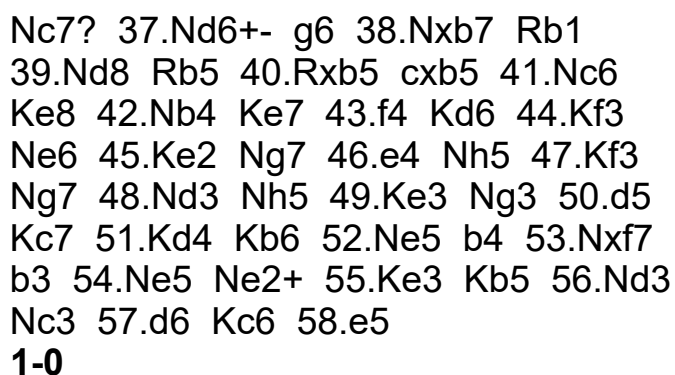 Nc7? 37.Nd6+- g6 38.Nxb7 Rb1
39.Nd8 Rb5 40.Rxb5 cxb5 41.Nc6
Ke8 42.Nb4 Ke7 43.f4 Kd6 44.Kf3
Ne6 45.Ke2 Ng7 46.e4 Nh5 47.Kf3
Ng7 48.Nd3 Nh5 49.Ke3 Ng3 50.d5
Kc7 51.Kd4 Kb6 52.Ne5 b4 53.Nxf7
b3 54.Ne5 Ne2+ 55.Ke3 Kb5 56.Nd3
Nc3 57.d6 Kc6 58.e5
1-0